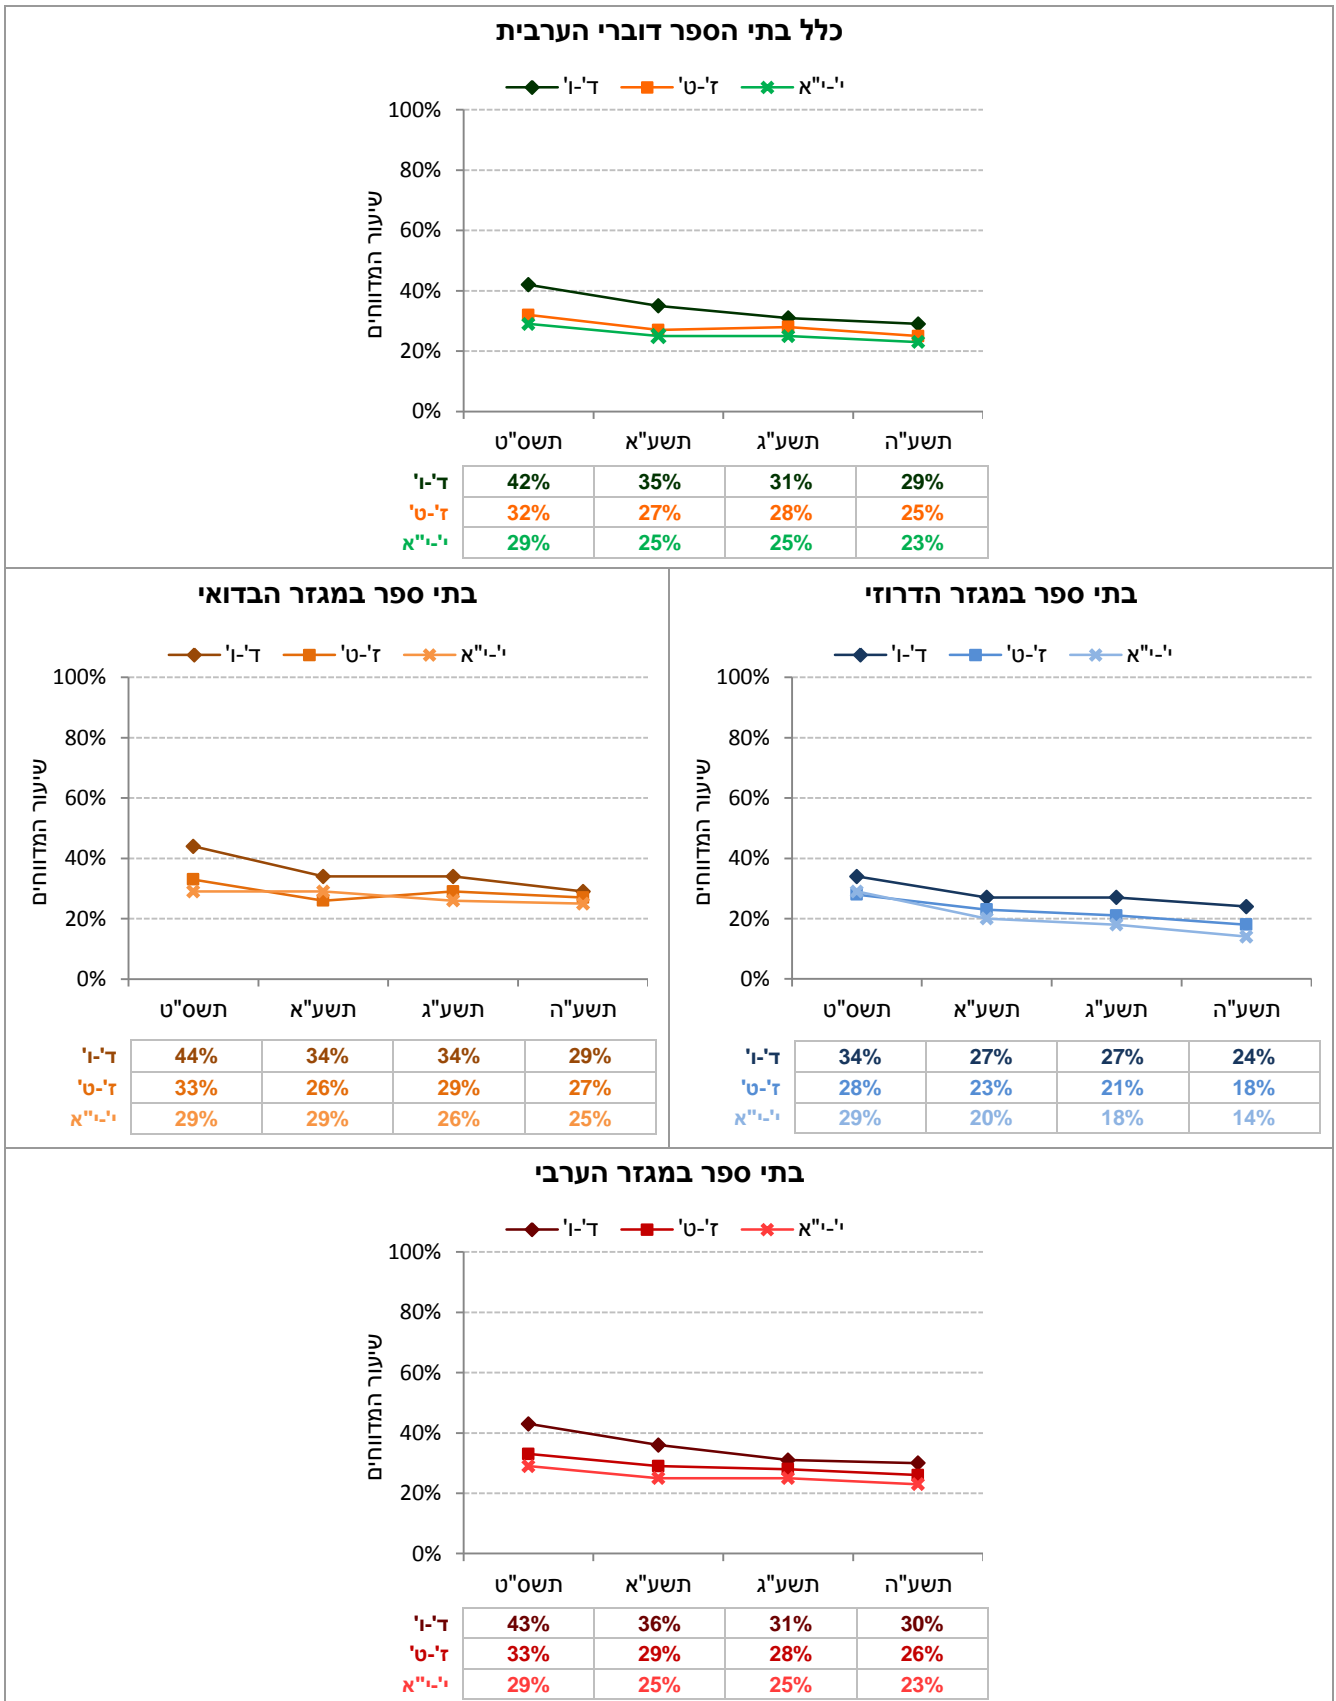 כלל בתי הספר דוברי הערבית
ד'-ו' ז'-ט' י'-י"א
שיעור המדווחים
100%
80%
60%
40%
20%
0%
תשס"ט תשע"א תשע"ג תשע"ה
ד'-ו' 42% 35% 31% 29%
ז'-ט' 32% 27% 28% 25%
י'-י"א 29% 25% 25% 23%
בתי ספר במגזר הבדואי
ד'-ו' ז'-ט' י'-י"א
שיעור המדווחים
100%
80%
60%
40%
20%
0%
תשס"ט תשע"א תשע"ג תשע"ה
ד'-ו' 44% 34% 34% 29%
ז'-ט' 33% 26% 29% 27%
י'-י"א 29% 29% 26% 25%
בתי ספר במגזר הדרוזי
ד'-ו' ז'-ט' י'-י"א
שיעור המדווחים
100%
80%
60%
40%
20%
0%
תשס"ט תשע"א תשע"ג תשע"ה
ד'-ו' 34% 27% 27% 24%
ז'-ט' 28% 23% 21% 18%
י'-י"א 29% 20% 18% 14%
בתי ספר במגזר הערבי
ד'-ו' ז'-ט' י'-י"א
שיעור המדווחים
100%
80%
60%
40%
20%
0%
תשס"ט תשע"א תשע"ג תשע"ה
ד'-ו' 43% 36% 31% 30%
ז'-ט' 33% 29% 28% 26%
י'-י"א 29% 25% 25% 23%